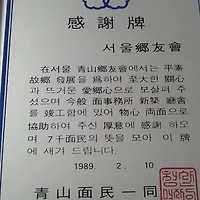 感謝牌
서울鄕友會
在서울 靑山鄕友會에서는 平素
故鄕 發展을 爲하여 至大한 關心
과 뜨거운 愛鄕心으로 보살펴 주
셨으며 今般 面事務所 新築 廳舍
를 竣工함에 있어 物心 兩面으로
協助하여 주신 厚意에 感謝 하오
며 7千面民의 뜻을 모아 이 牌
에 새겨 드립니다.
1989. 2. 10
靑山面民一同